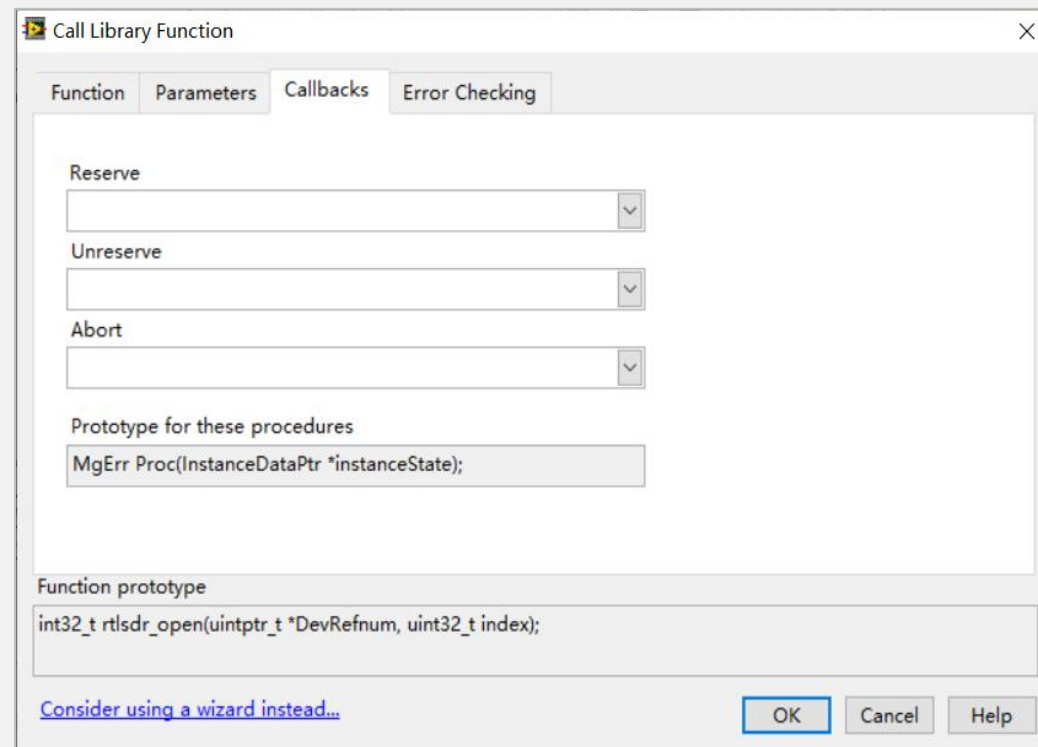 Call Library Function
Function Parameters Callbacks Error Checking
Reserve
Unreserve
Abort
Prototype for these procedures
MgErr Proc(InstanceDataPtr *instanceState);
Function prototype
int32_t rtlsdr_open(uintptr_t *DevRefnum, uint32_t index);
Consider using a wizard instead...
OK Cancel Help